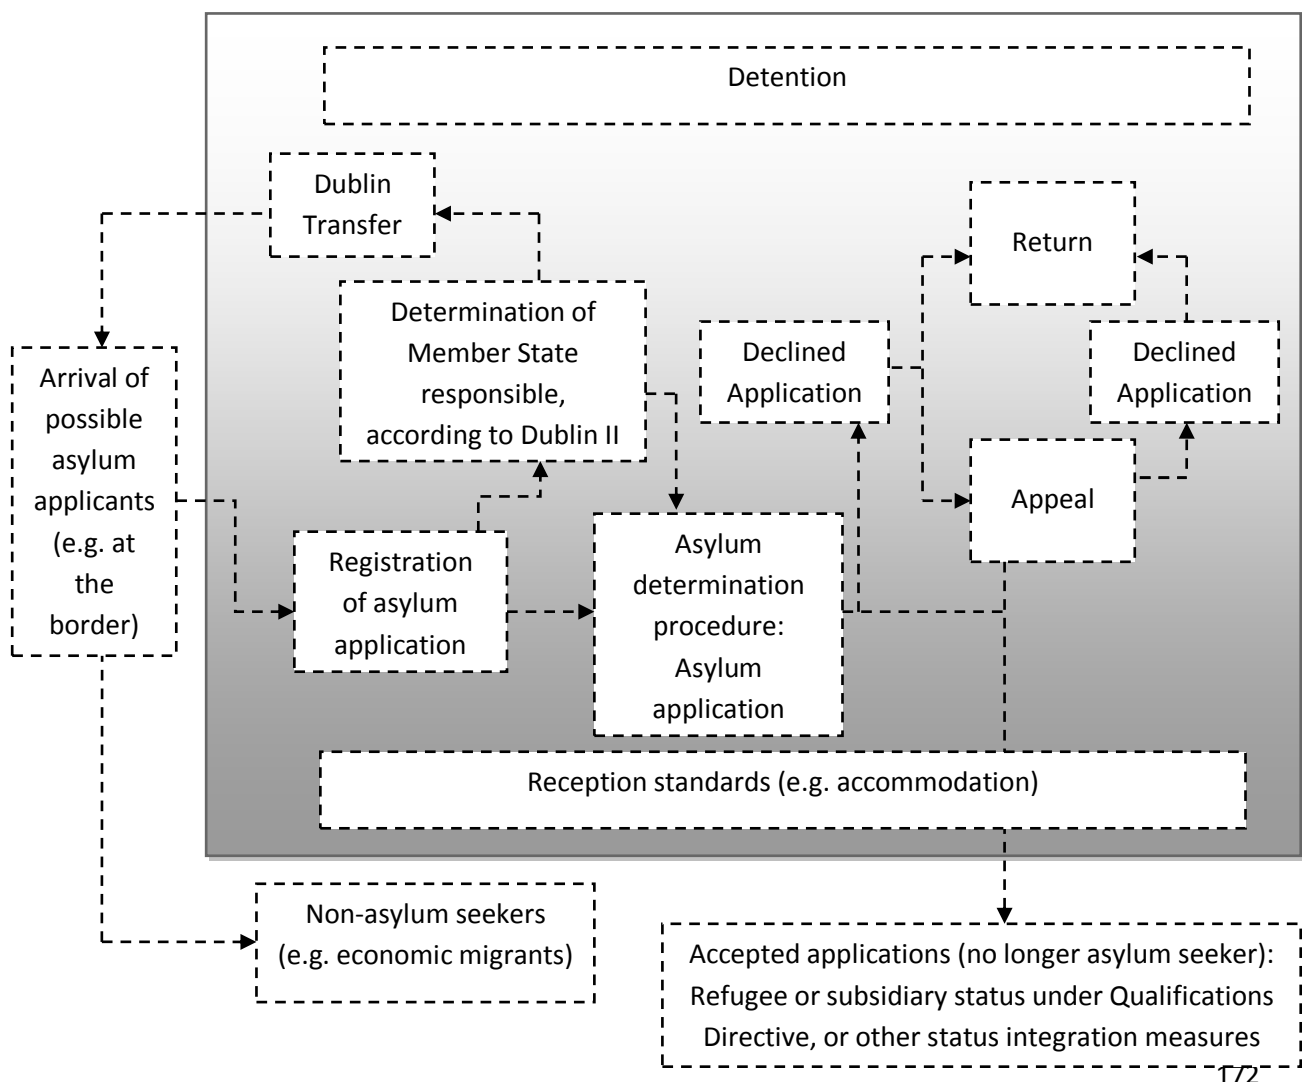 Detention
Dublin
Transfer
Return
Determination of
Member State
responsible,
according to Dublin II
Declined
Application
Declined
Application
Arrival of
possible
asylum
applicants
(e.g. at
the
border)
Appeal
Registration
of asylum
application
Asylum
determination
procedure:
Asylum
application
Reception standards (e.g. accommodation)
Non-asylum seekers
(e.g. economic migrants)
Accepted applications (no longer asylum seeker):
Refugee or subsidiary status under Qualifications
Directive, or other status integration measures
172